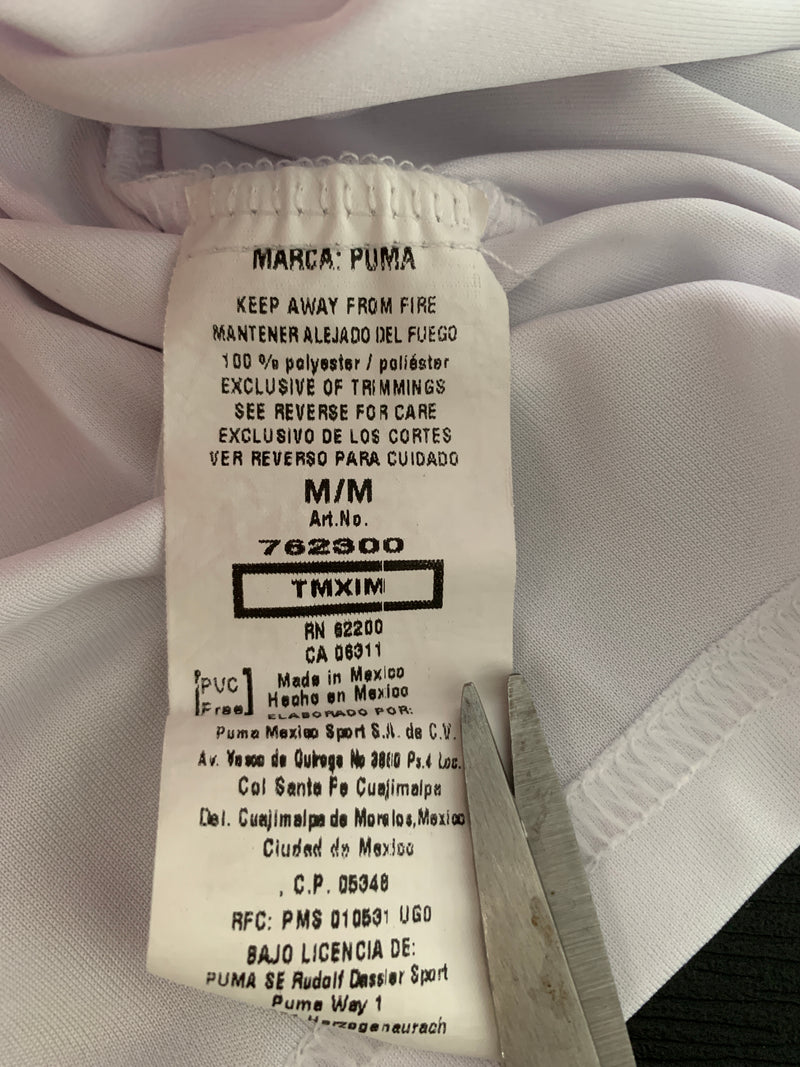 MARCA: PUMA
KEEP AWAY FROM FIRE
MANTENER ALEJADO DEL FUEGO
100 % polyester / poliéster
EXCLUSIVE OF TRIMMINGS
SEE REVERSE FOR CARE
EXCLUSIVO DE LOS CORTES
VER REVERSO PARA CUIDADO
M/M
Art.No.
762300
TMXIM
RN 62200
CA 06311
PVC Free
Made in Mexico
Hecho en Mexico
ELABORADO POR:
Puma Mexico Sport S.A. de C.V.
Av. Vasco de Quiroga No 3800 Ps.4 Loc.
Col Santa Fe Cuajimalpa
Del. Cuajimalpa de Morelos,Mexico
Ciudad de Mexico
, C.P. 05348
RFC: PMS 010531 UG0
BAJO LICENCIA DE:
PUMA SE Rudolf Dassler Sport
Puma Way 1
Herzogenaurach